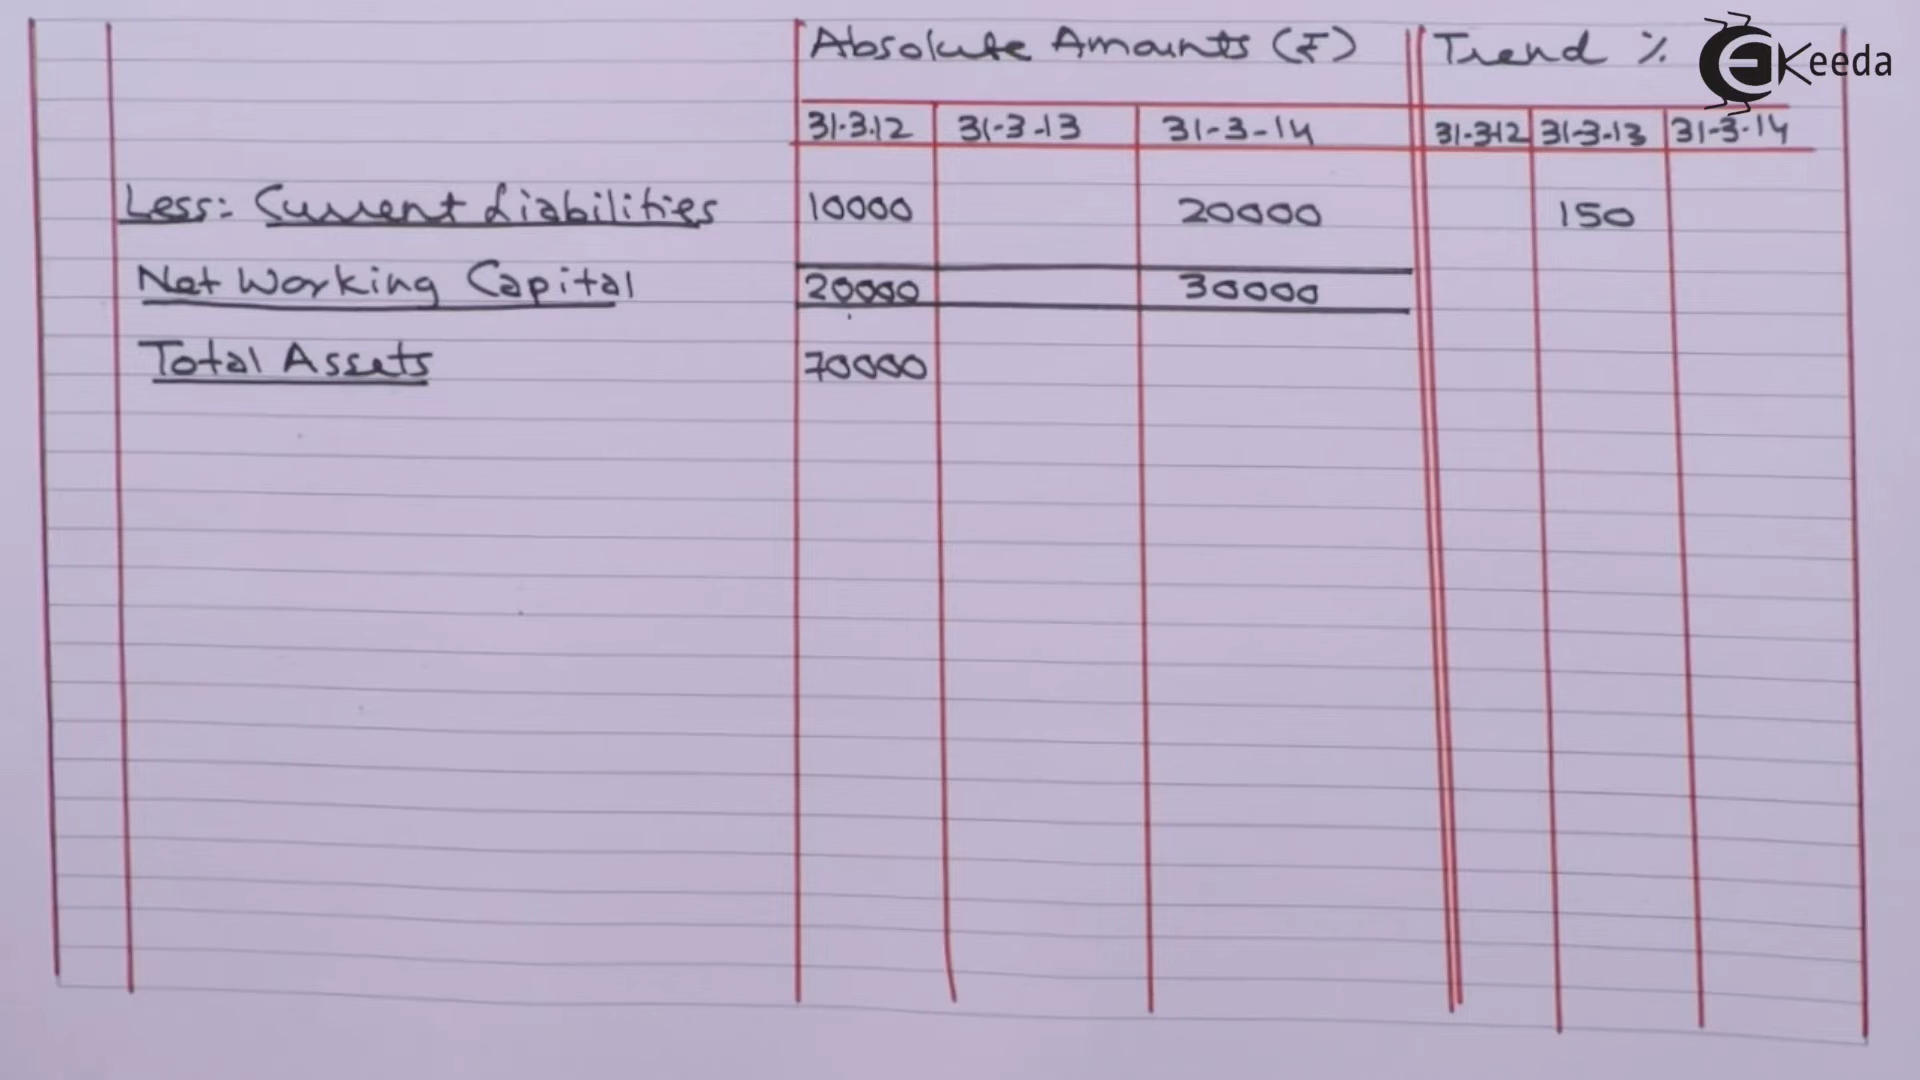 Absolute Amounts (₹) Trend %
Keeda
31-3.12 31-3-13 31-3-14 31-3-12 31-3-13 31-3-14
Less: Current Liabilities 10000 20000 150
Net Working Capital 20000 30000
Total Assets 70000